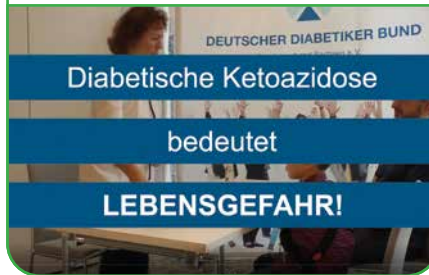 DEUTSCHER DIABETIKER BUND
Diabetische Ketoazidose
bedeutet
LEBENSGEFAHR!